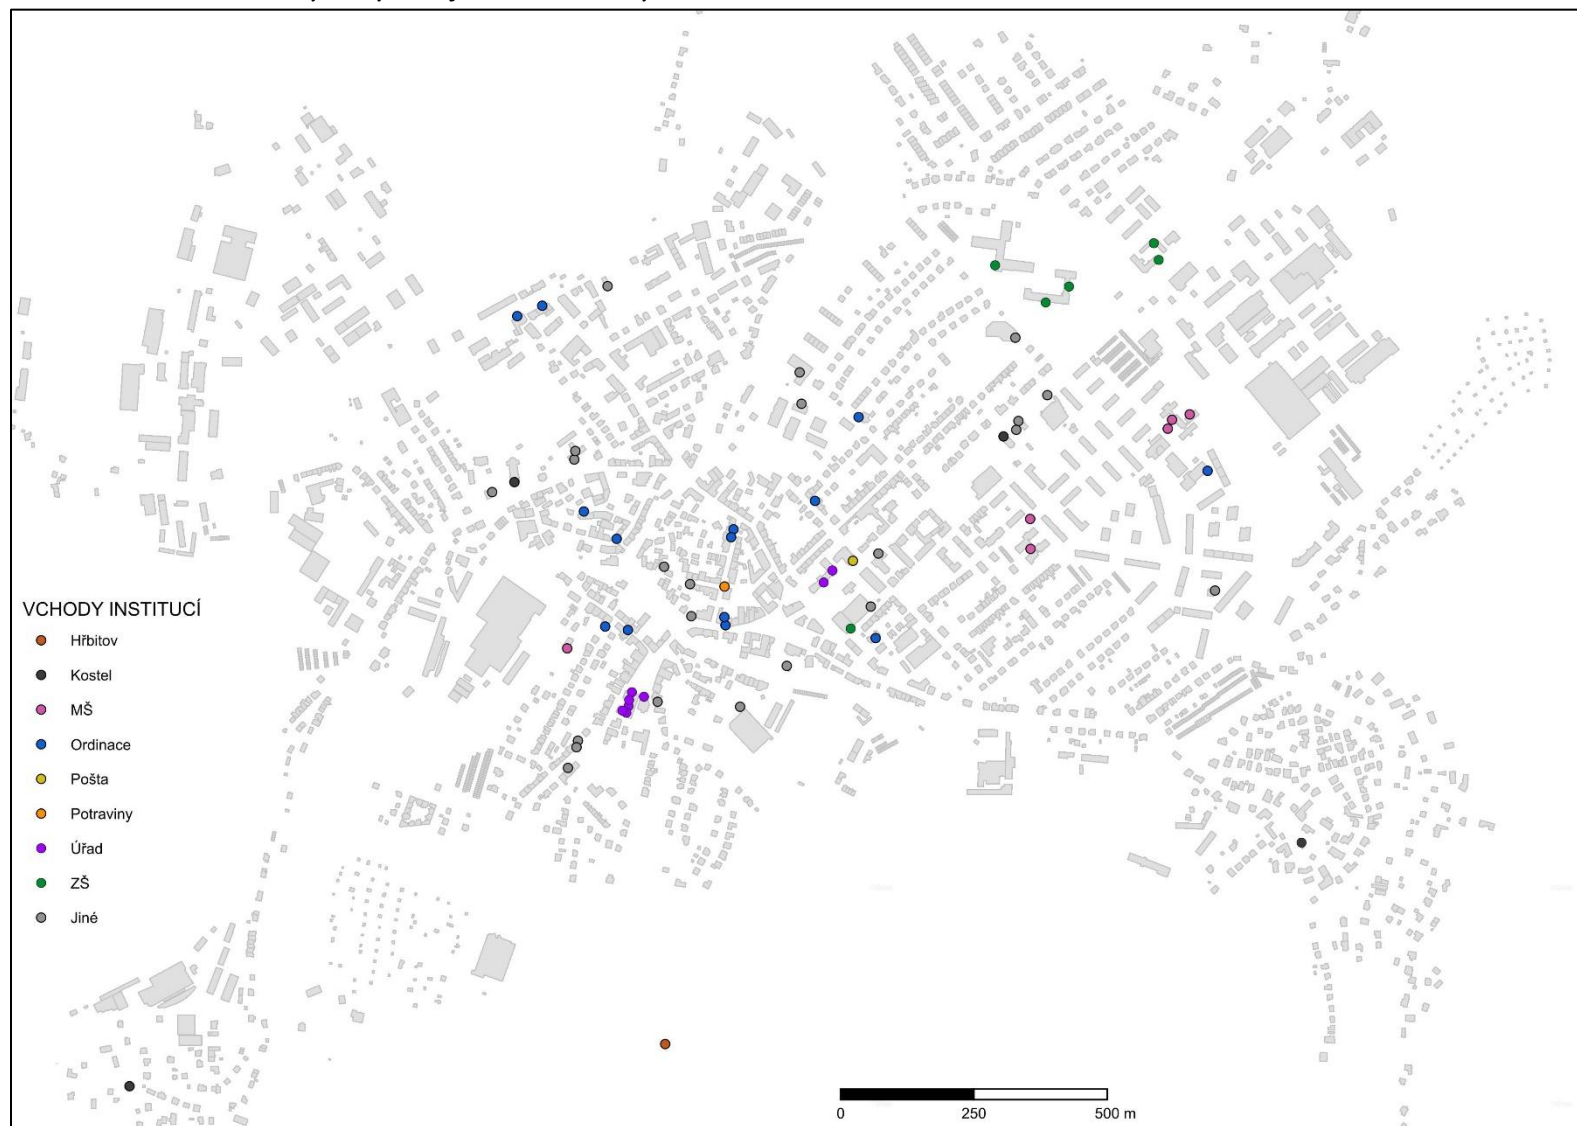 VCHODY INSTITUCÍ
Hřbitov
Kostel
MŠ
Ordinace
Pošta
Potraviny
Úřad
ZŠ
Jiné
0 250 500 m